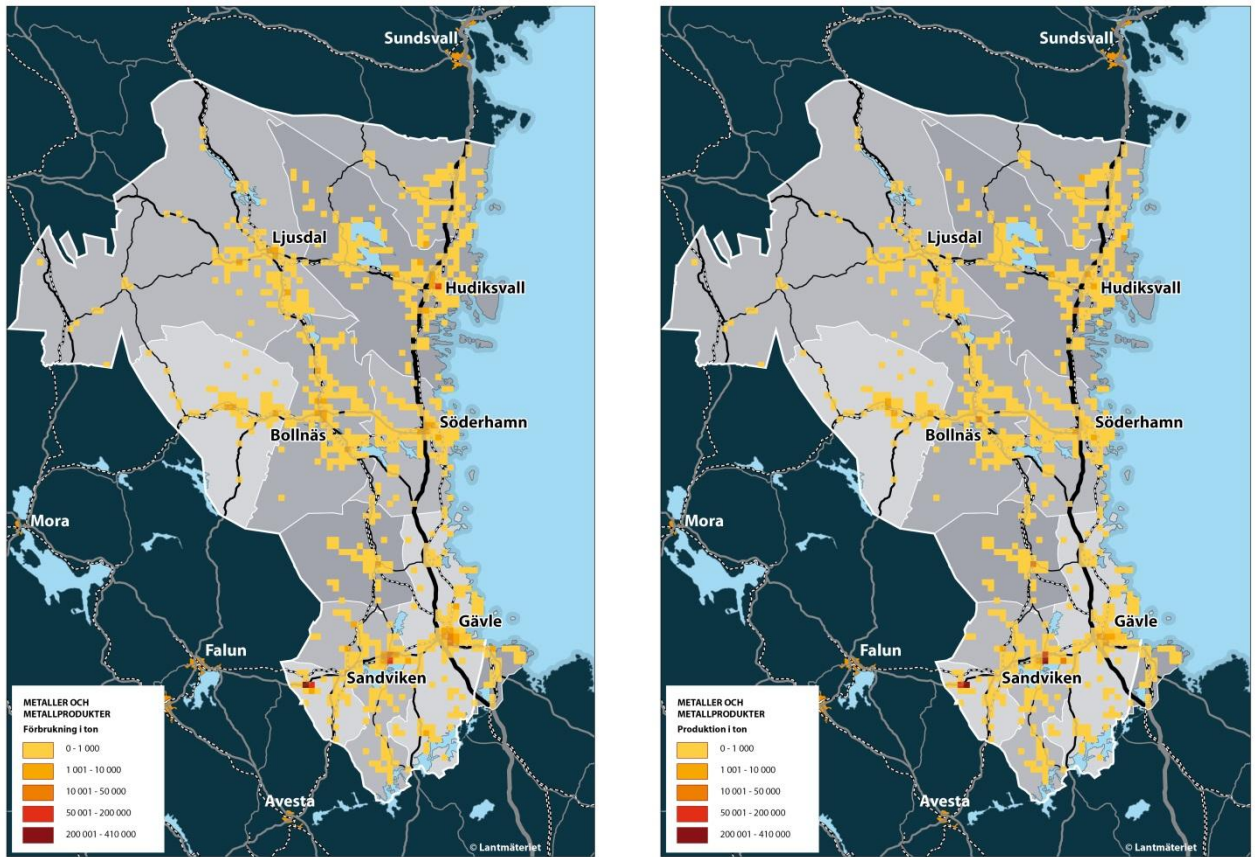 Sundsvall
Ljusdal
Hudiksvall
Söderhamn
Bollnäs
Mora
Gävle
Falun
Sandviken
METALLER OCH
METALLPRODUKTER
Förbrukning i ton
0 - 1 000
1 001 - 10 000
10 001 - 50 000
50 001 - 200 000
200 001 - 410 000
Avesta
© Lantmäteriet
Sundsvall
Ljusdal
Hudiksvall
Söderhamn
Bollnäs
Mora
Gävle
Falun
Sandviken
METALLER OCH
METALLPRODUKTER
Produktion i ton
0 - 1 000
1 001 - 10 000
10 001 - 50 000
50 001 - 200 000
200 001 - 410 000
Avesta
© Lantmäteriet